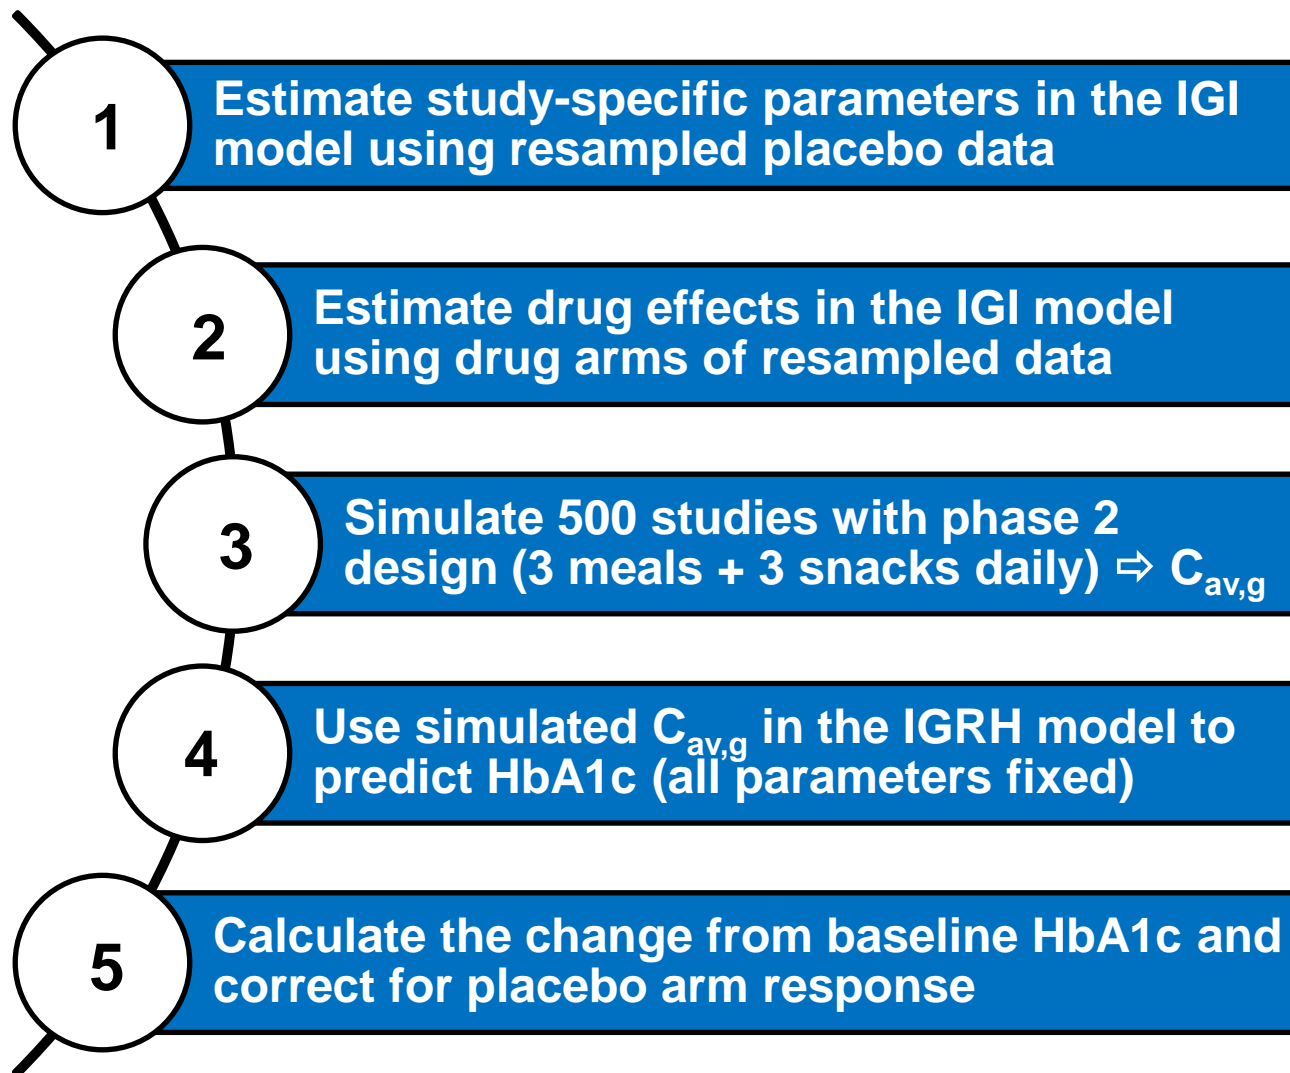 1
Estimate study-specific parameters in the IGI
model using resampled placebo data
2
Estimate drug effects in the IGI model
using drug arms of resampled data
3
Simulate 500 studies with phase 2
design (3 meals + 3 snacks daily) ⇨ Cav,g
4
Use simulated Cav,g in the IGRH model to
predict HbA1c (all parameters fixed)
5
Calculate the change from baseline HbA1c and
correct for placebo arm response